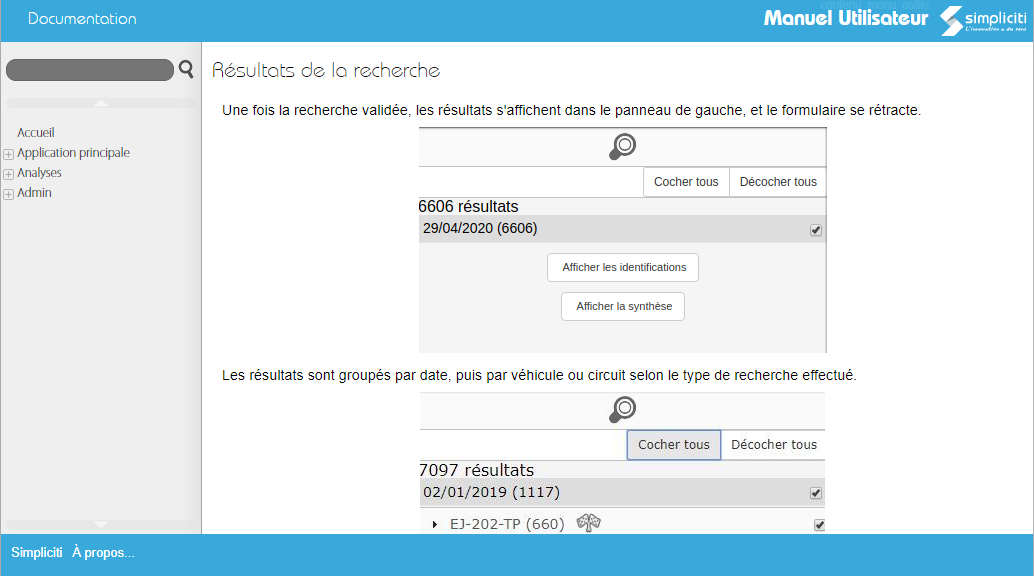 Documentation
contenu menu outils
Manuel Utilisateur
simpliciti
L'innovation a du sens
Résultats de la recherche
Une fois la recherche validée, les résultats s'affichent dans le panneau de gauche, et le formulaire se rétracte.
Accueil
Application principale
Analyses
Admin
Cocher tous Décocher tous
6606 résultats
29/04/2020 (6606)
Afficher les identifications
Afficher la synthèse
Les résultats sont groupés par date, puis par véhicule ou circuit selon le type de recherche effectué.
Cocher tous Décocher tous
7097 résultats
02/01/2019 (1117)
EJ-202-TP (660)
Simpliciti À propos...